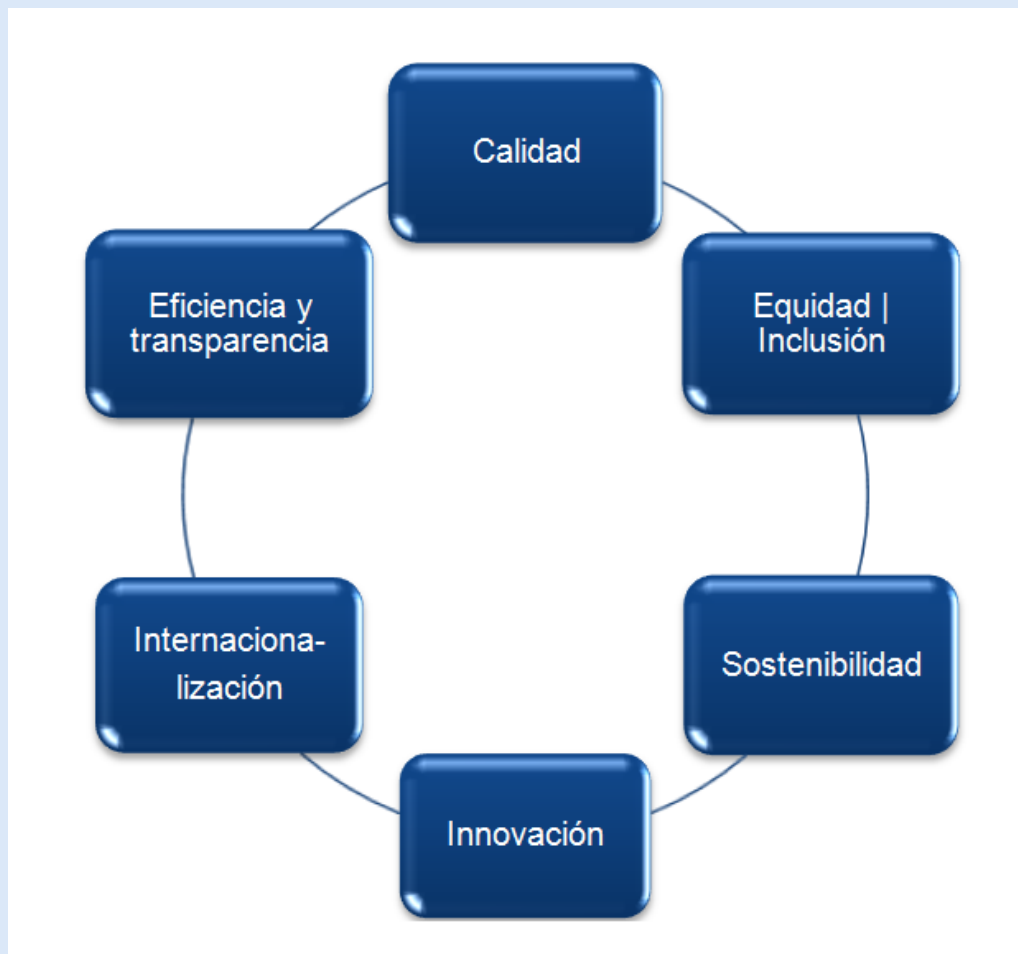 Calidad
Equidad |
Inclusión
Sostenibilidad
Innovación
Internaciona-
lización
Eficiencia y
transparencia